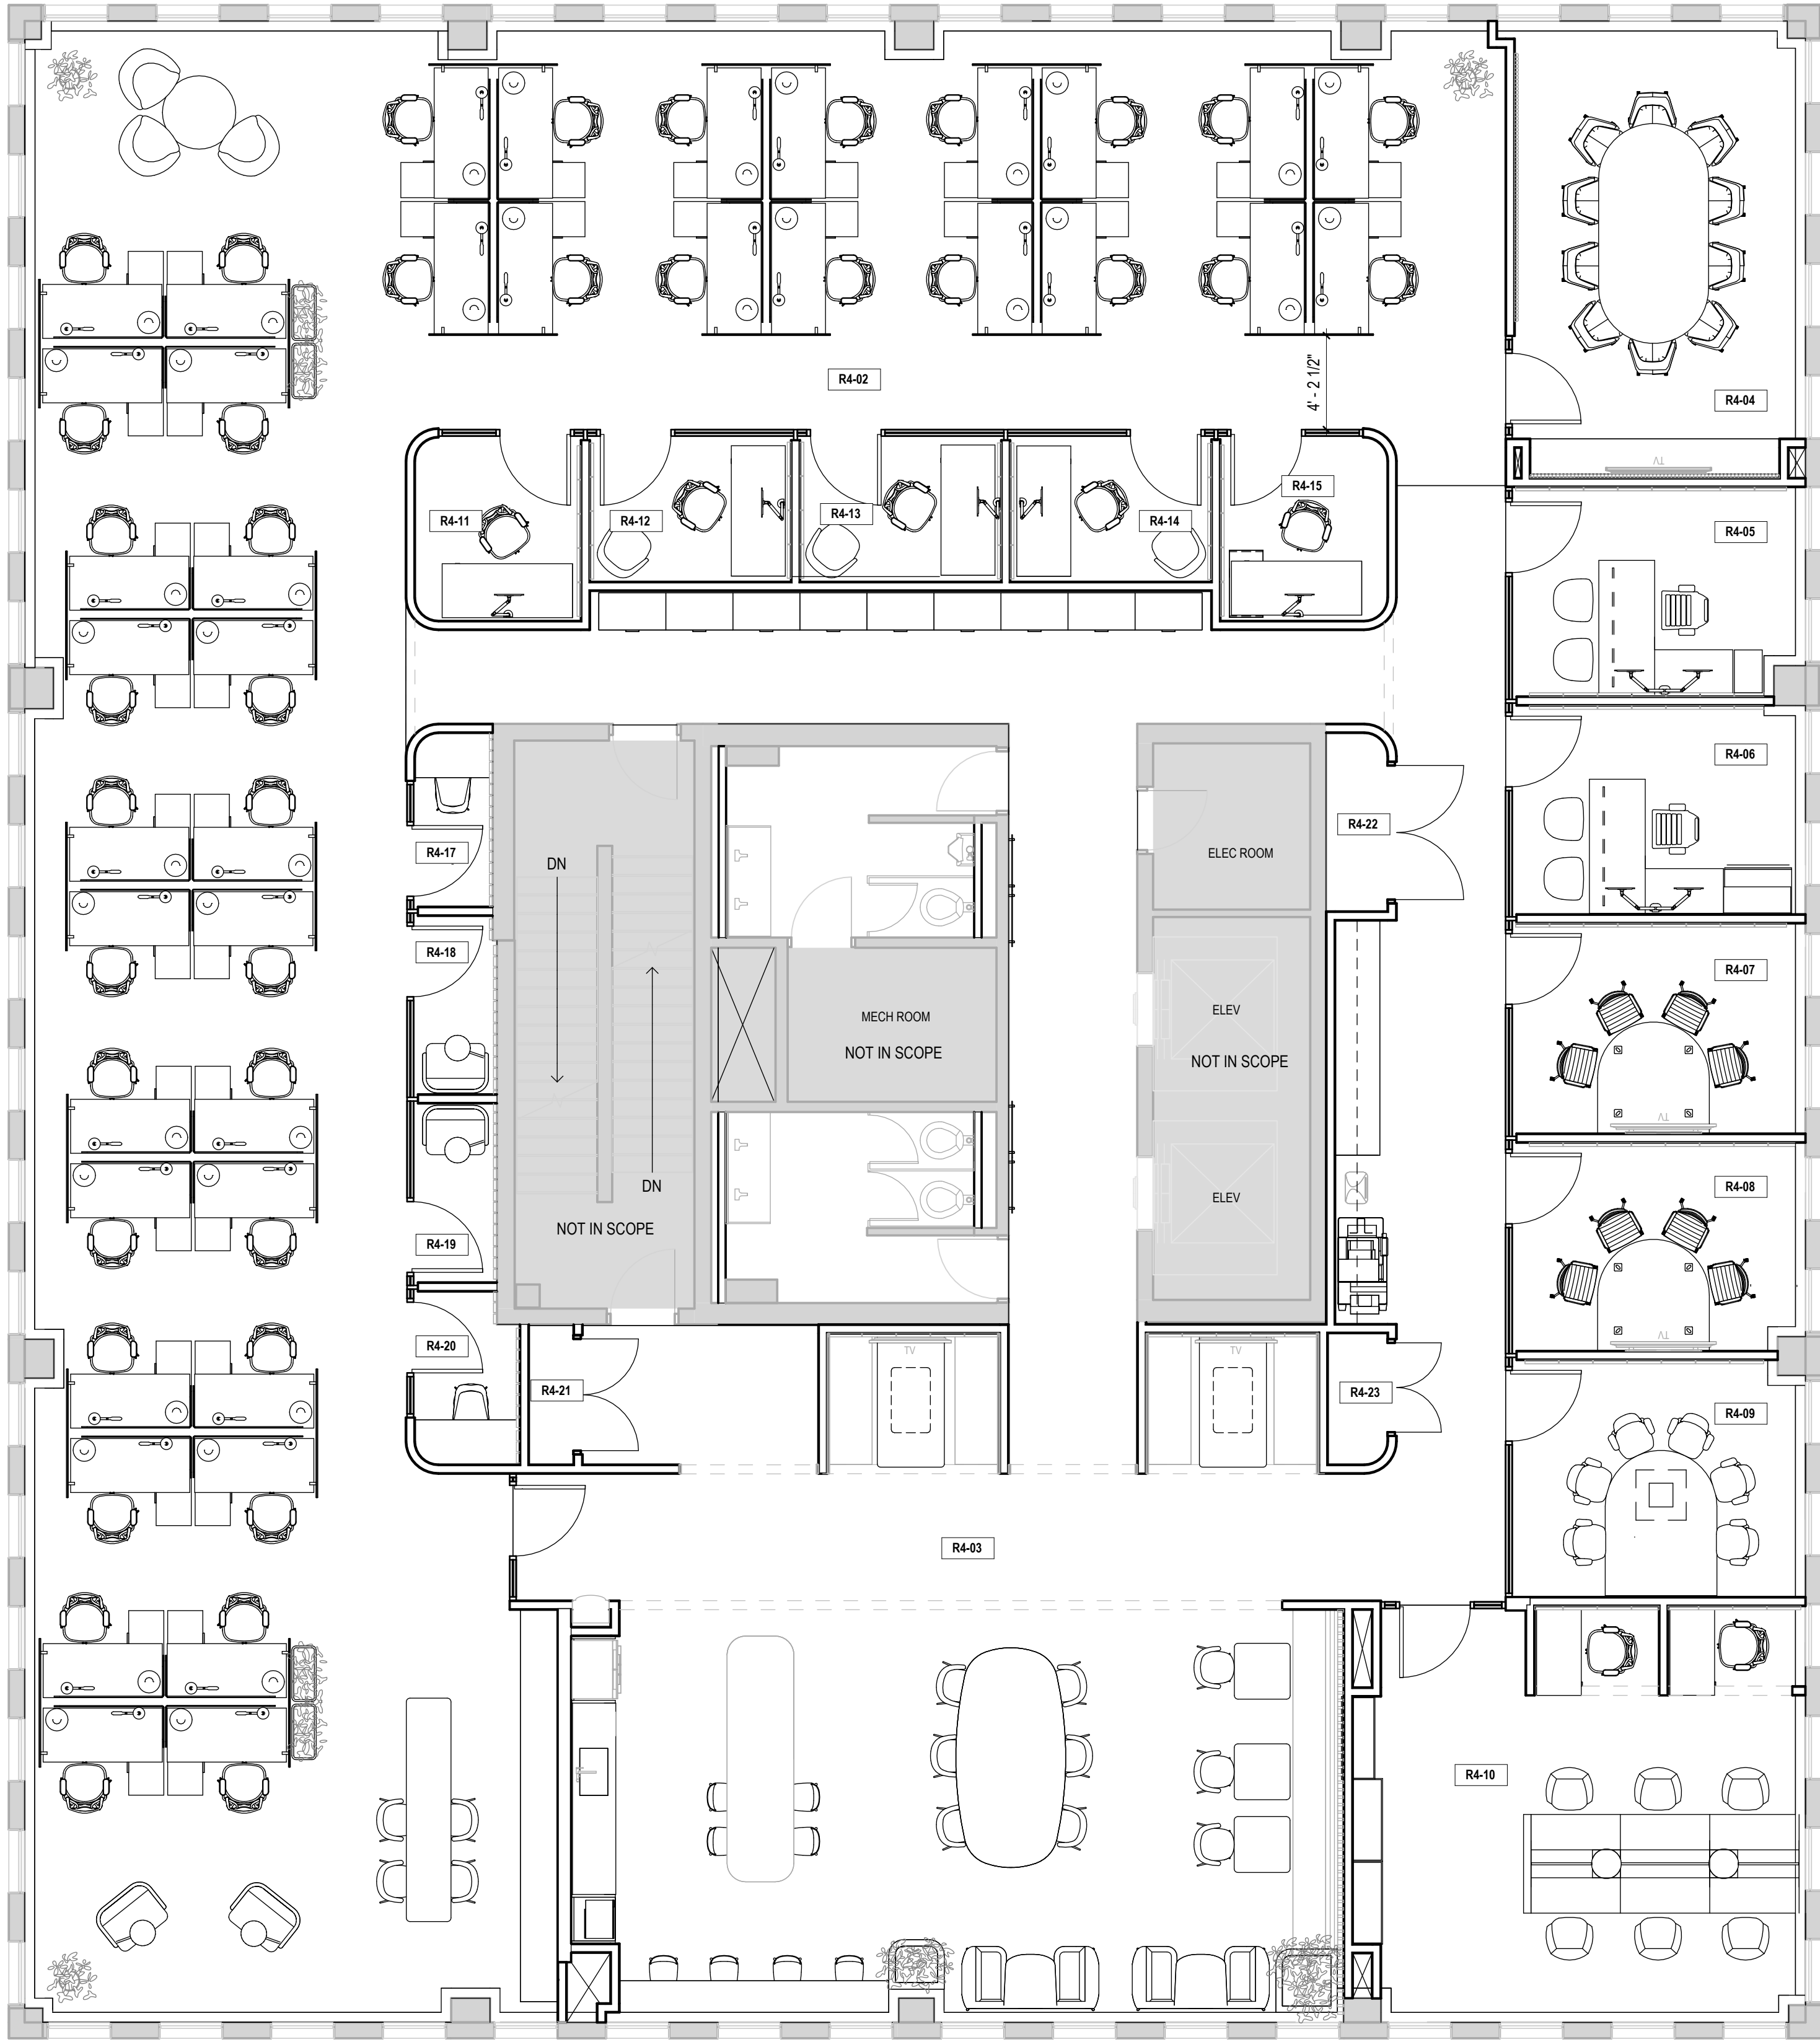 R4-02
4' - 2 1/2"
R4-04
TV
R4-11
R4-12
R4-13
R4-14
R4-15
R4-05
R4-06
R4-17
R4-22
ELEC ROOM
DN
R4-18
R4-07
MECH ROOM
NOT IN SCOPE
ELEV
NOT IN SCOPE
TV
DN
ELEV
R4-08
NOT IN SCOPE
R4-19
TV
R4-20
TV
TV
R4-21
R4-23
R4-09
R4-03
R4-10